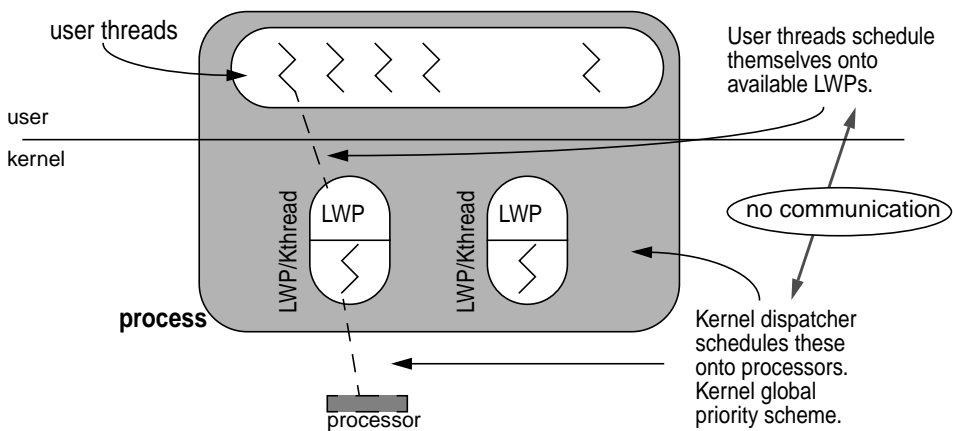 user threads
User threads schedule
themselves onto
available LWPs.
user
kernel
LWP/Kthread
LWP
LWP/Kthread
LWP
no communication
process
Kernel dispatcher
schedules these
onto processors.
Kernel global
priority scheme.
processor